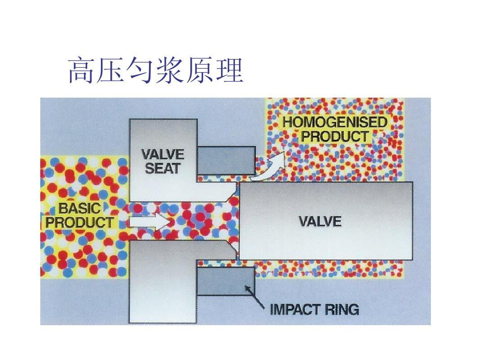 高压匀浆原理
HOMOGENISED
PRODUCT
VALVE
SEAT
BASIC
PRODUCT
VALVE
IMPACT RING